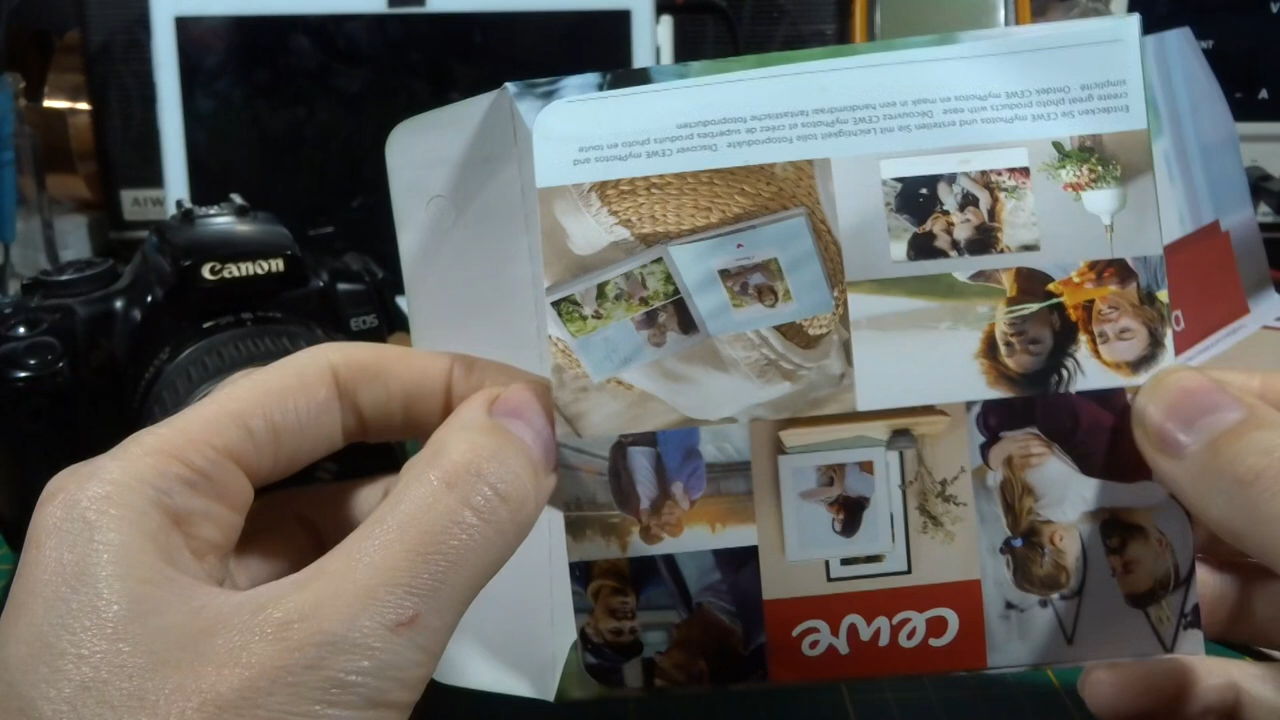 Entdecken Sie CEWE myPhotos und erstellen Sie mit Leichtigkeit tolle Fotoprodukte · Discover CEWE myPhotos and
create great photo products with ease · Découvrez CEWE myPhotos et créez de superbes produits photo en toute
simplicité · Ontdek CEWE myPhotos en maak in een handomdraai fantastische fotoproducten
cewe
Canon
EOS
AIW